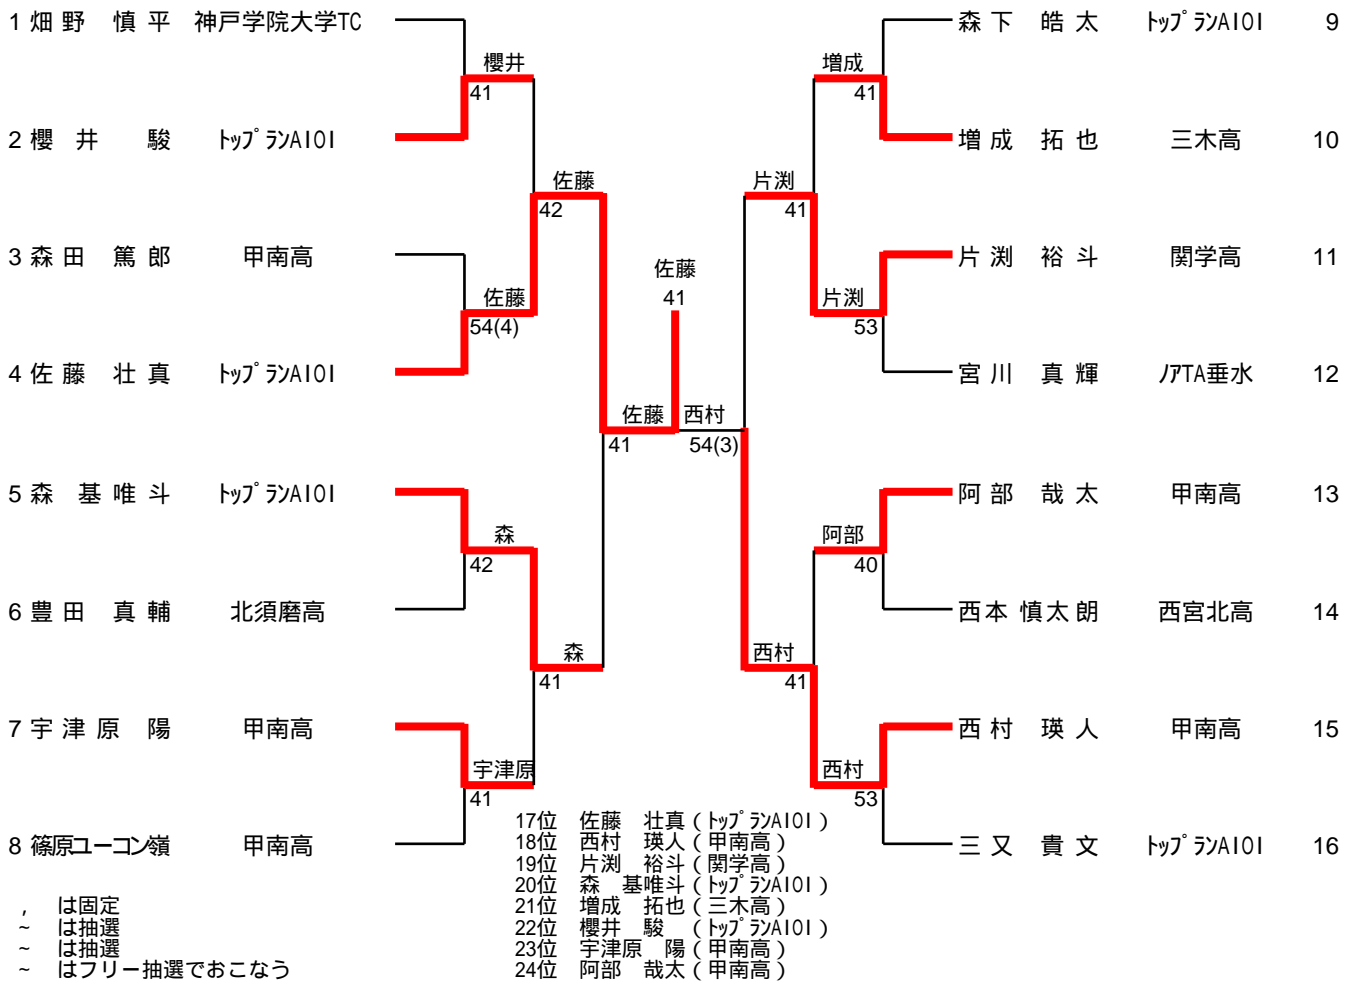 1 畑 野 慎 平 神戸学院大学TC
櫻井
41
2 櫻 井 駿 トップランAIOI
佐藤
42
3 森 田 篤 郎 甲南高
佐藤
54(4)
4 佐 藤 壮 真 トップランAIOI
佐藤
41
佐藤
41
西村
54(3)
5 森 基 唯 斗 トップランAIOI
森
42
6 豊 田 真 輔 北須磨高
森
41
7 宇 津 原 陽 甲南高
宇津原
41
8 篠原ユーコン嶺 甲南高
森 下 皓 太 トップランAIOI 9
増成
41
増 成 拓 也 三木高 10
片渕
41
片 渕 裕 斗 関学高 11
片渕
53
宮 川 真 輝 ノアTA垂水 12
阿 部 哉 太 甲南高 13
阿部
40
西本 慎太朗 西宮北高 14
西村
41
西 村 瑛 人 甲南高 15
西村
53
三 又 貴 文 トップランAIOI 16
17位 佐藤 壮真（トップランAIOI）
18位 西村 瑛人（甲南高）
19位 片渕 裕斗（関学高）
20位 森 基唯斗（トップランAIOI）
21位 増成 拓也（三木高）
22位 櫻井 駿 （トップランAIOI）
23位 宇津原 陽（甲南高）
24位 阿部 哉太（甲南高）
, は固定
~ は抽選
~ は抽選
~ はフリー抽選でおこなう